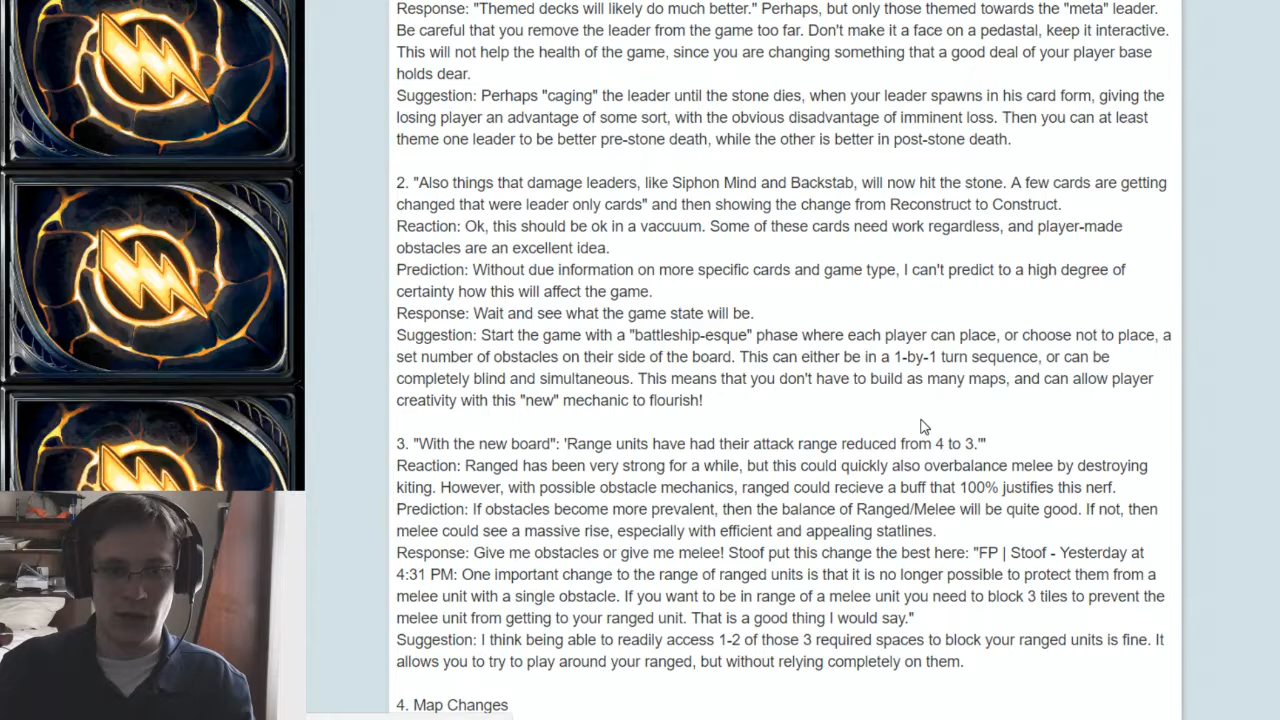 Response: "Themed decks will likely do much better." Perhaps, but only those themed towards the "meta" leader.
Be careful that you remove the leader from the game too far. Don't make it a face on a pedastal, keep it interactive.
This will not help the health of the game, since you are changing something that a good deal of your player base
holds dear.
Suggestion: Perhaps "caging" the leader until the stone dies, when your leader spawns in his card form, giving the
losing player an advantage of some sort, with the obvious disadvantage of imminent loss. Then you can at least
theme one leader to be better pre-stone death, while the other is better in post-stone death.
2. "Also things that damage leaders, like Siphon Mind and Backstab, will now hit the stone. A few cards are getting
changed that were leader only cards" and then showing the change from Reconstruct to Construct.
Reaction: Ok, this should be ok in a vaccuum. Some of these cards need work regardless, and player-made
obstacles are an excellent idea.
Prediction: Without due information on more specific cards and game type, I can't predict to a high degree of
certainty how this will affect the game.
Response: Wait and see what the game state will be.
Suggestion: Start the game with a "battleship-esque" phase where each player can place, or choose not to place, a
set number of obstacles on their side of the board. This can either be in a 1-by-1 turn sequence, or can be
completely blind and simultaneous. This means that you don't have to build as many maps, and can allow player
creativity with this "new" mechanic to flourish!
3. "With the new board": 'Range units have had their attack range reduced from 4 to 3.'"
Reaction: Ranged has been very strong for a while, but this could quickly also overbalance melee by destroying
kiting. However, with possible obstacle mechanics, ranged could recieve a buff that 100% justifies this nerf.
Prediction: If obstacles become more prevalent, then the balance of Ranged/Melee will be quite good. If not, then
melee could see a massive rise, especially with efficient and appealing statlines.
Response: Give me obstacles or give me melee! Stoof put this change the best here: "FP | Stoof - Yesterday at
4:31 PM: One important change to the range of ranged units is that it is no longer possible to protect them from a
melee unit with a single obstacle. If you want to be in range of a melee unit you need to block 3 tiles to prevent the
melee unit from getting to your ranged unit. That is a good thing I would say."
Suggestion: I think being able to readily access 1-2 of those 3 required spaces to block your ranged units is fine. It
allows you to try to play around your ranged, but without relying completely on them.
4. Map Changes